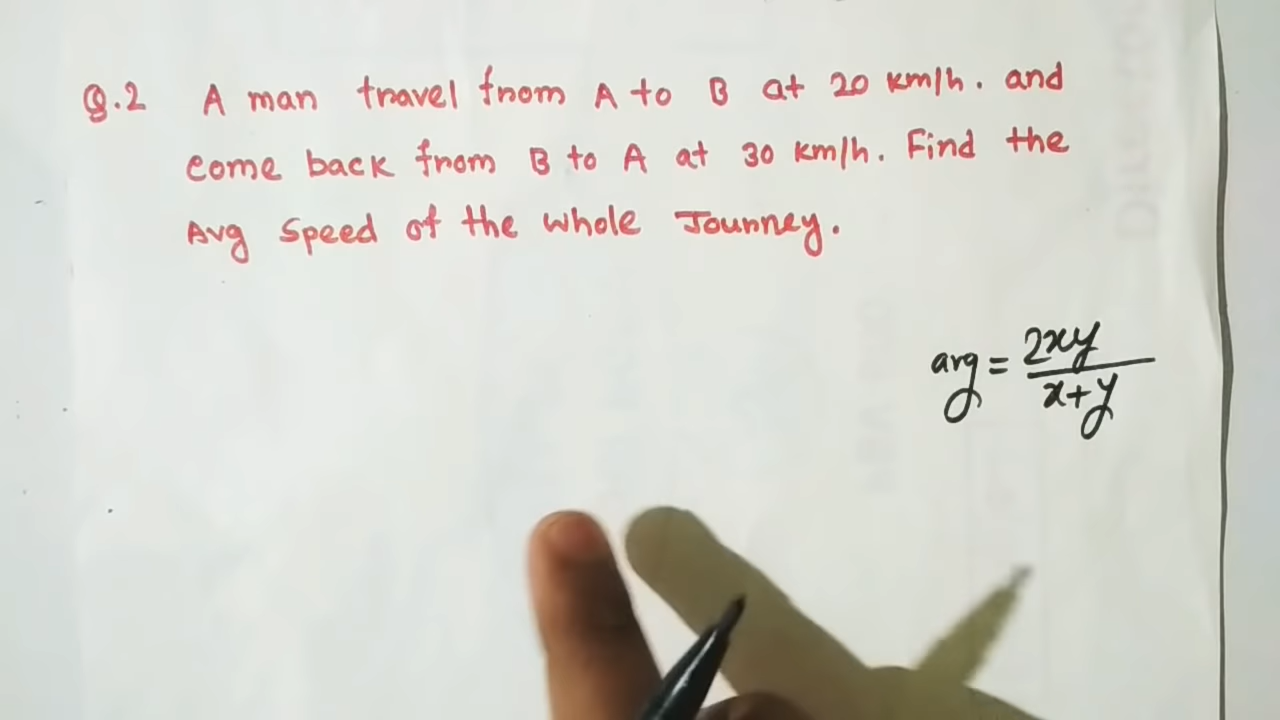 Q.2 A man travel from A to B at 20 km/h. and
come back from B to A at 30 km/h. Find the
Avg Speed of the whole Journey.
avg = 2xy
x+y